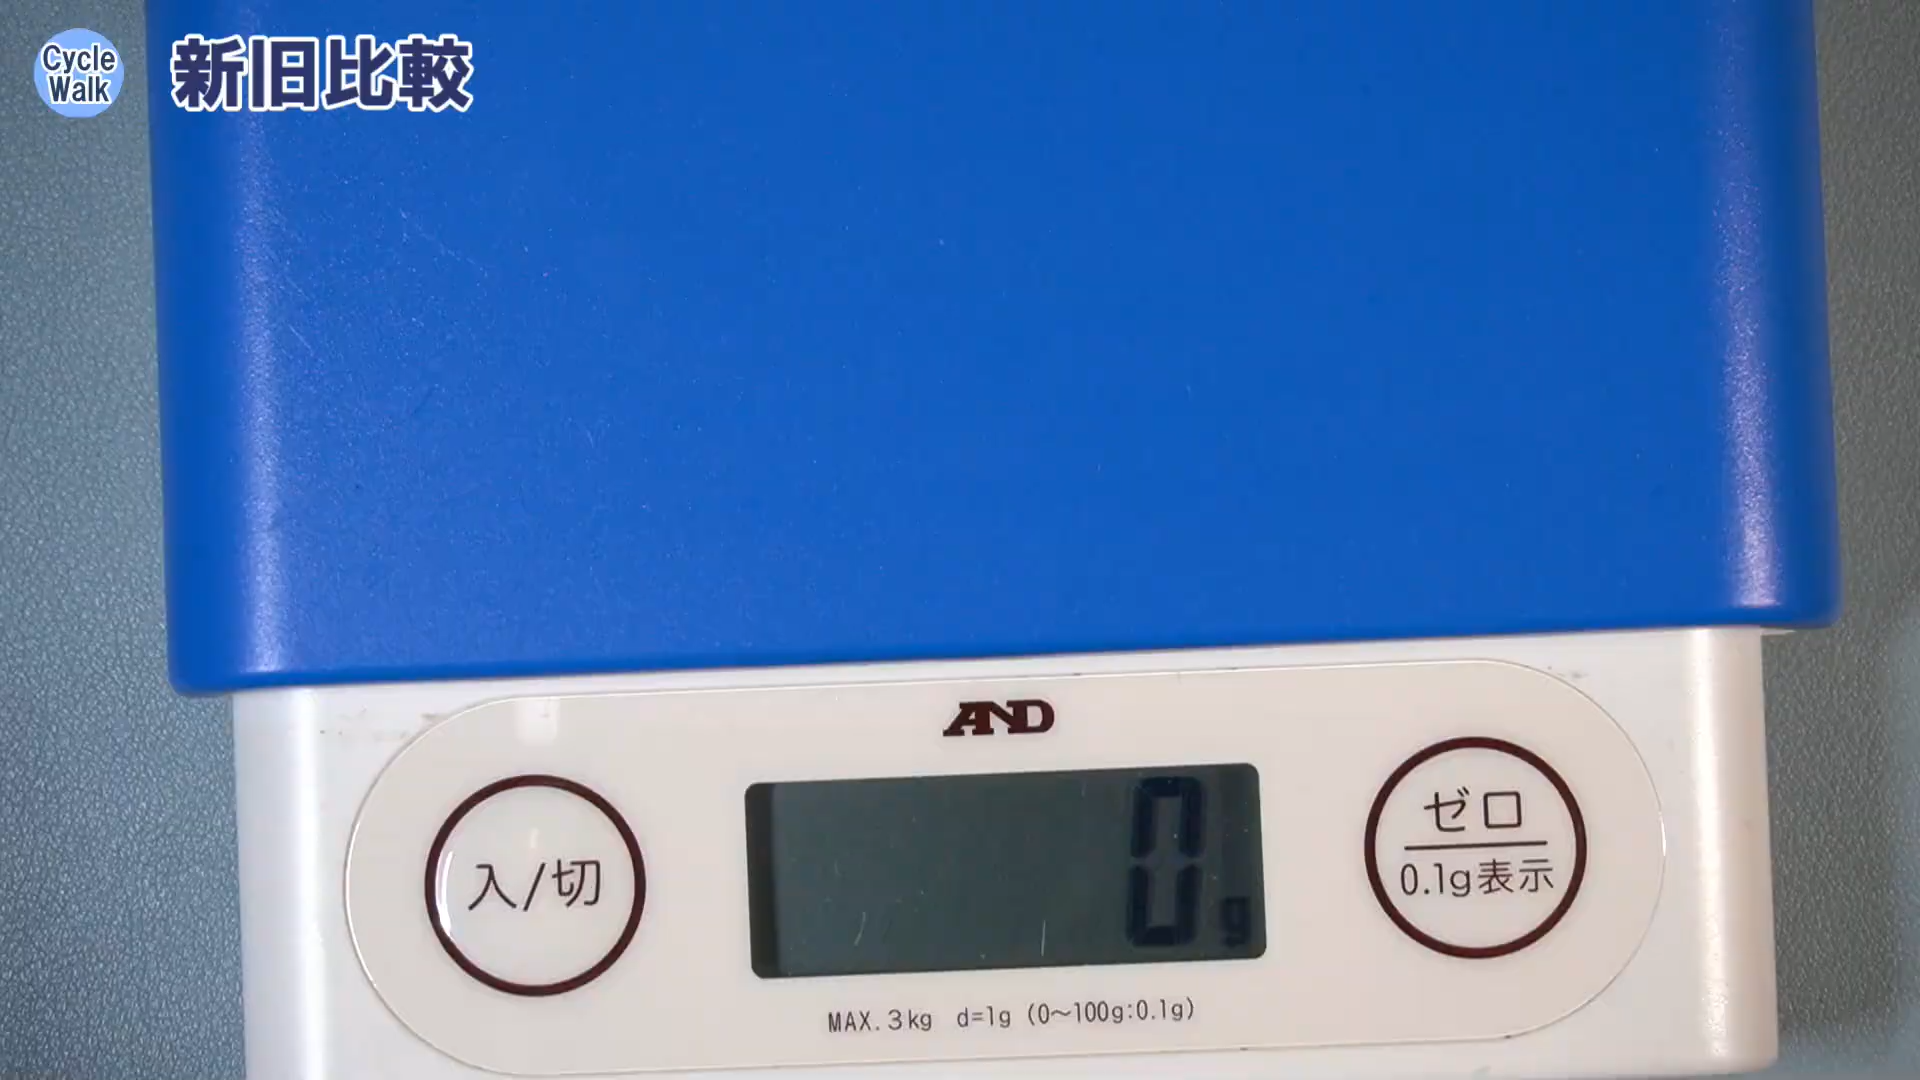 Cycle
Walk
新旧比較
AND
入/切
0g
ゼロ
0.1g表示
MAX.3kg d=1g (0～100g:0.1g)